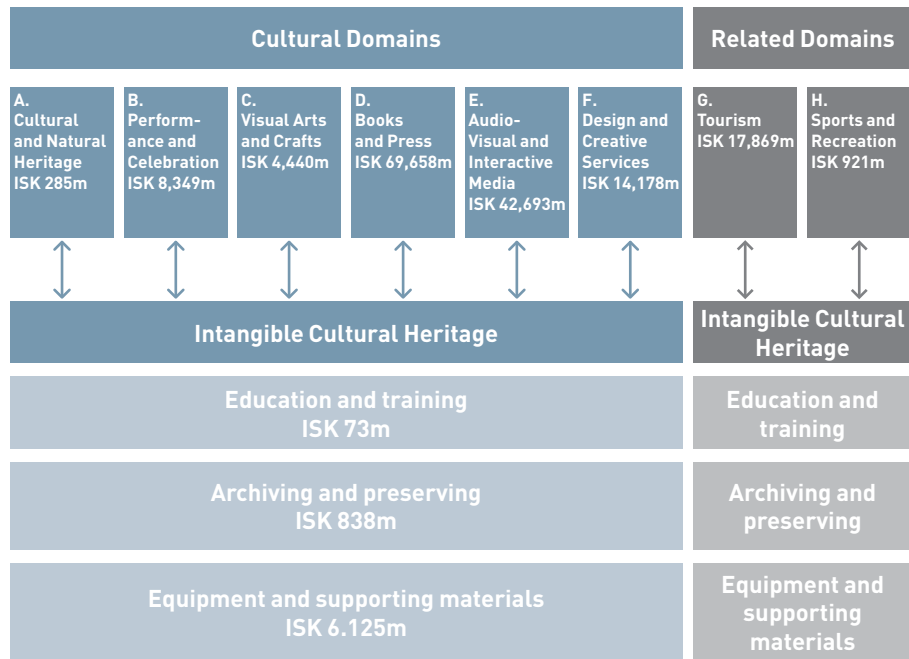 Cultural Domains
Related Domains
A.
Cultural
and Natural
Heritage
ISK 285m
B.
Perform-
ance and
Celebration
ISK 8,349m
C.
Visual Arts
and Crafts
ISK 4,440m
D.
Books
and Press
ISK 69,658m
E.
Audio-
Visual and
Interactive
Media
ISK 42,693m
F.
Design and
Creative
Services
ISK 14,178m
G.
Tourism
ISK 17,869m
H.
Sports and
Recreation
ISK 921m
Intangible Cultural Heritage
Intangible Cultural
Heritage
Education and training
ISK 73m
Education and
training
Archiving and preserving
ISK 838m
Archiving and
preserving
Equipment and supporting materials
ISK 6.125m
Equipment and
supporting
materials